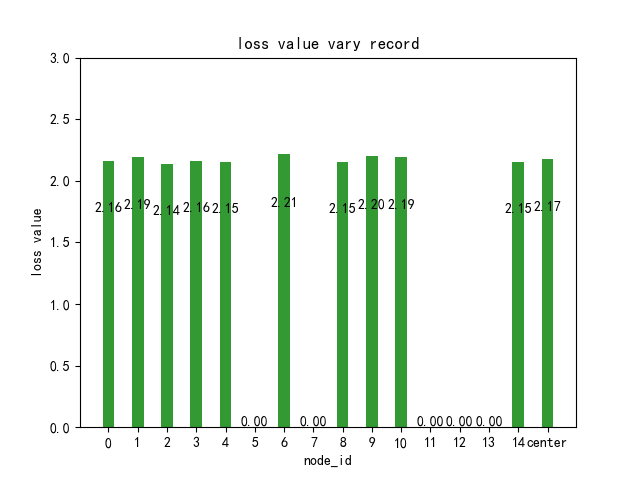 loss value vary record
3.0
2.5
2.0
1.5
1.0
0.5
0.0
loss value
2.16 2.19 2.14 2.16 2.15 0.00 2.21 0.00 2.15 2.20 2.19 0.00 0.00 0.00 2.15 2.17
0 1 2 3 4 5 6 7 8 9 10 11 12 13 14 center
node_id